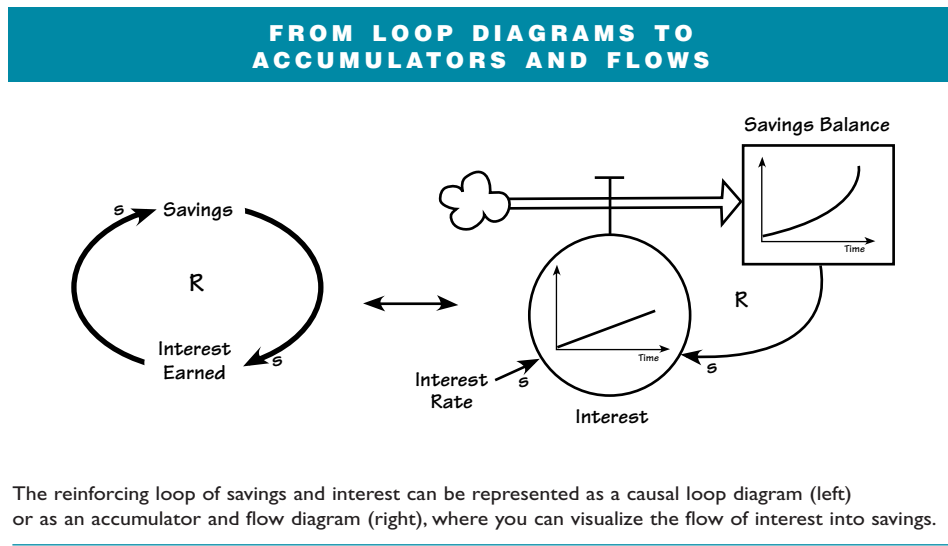 FROM LOOP DIAGRAMS TO
ACCUMULATORS AND FLOWS
Savings Balance
Time
s
Savings
R
Interest
Earned
s
R
Time
s
Interest
Rate
s
Interest
The reinforcing loop of savings and interest can be represented as a causal loop diagram (left)
or as an accumulator and flow diagram (right), where you can visualize the flow of interest into savings.